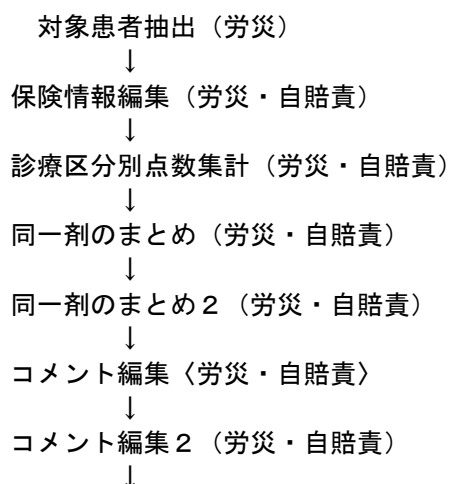 対象患者抽出（労災）
↓
保険情報編集（労災・自賠責）
↓
診療区分別点数集計（労災・自賠責）
↓
同一剤のまとめ（労災・自賠責）
↓
同一剤のまとめ２（労災・自賠責）
↓
コメント編集〈労災・自賠責〉
↓
コメント編集２（労災・自賠責）
↓